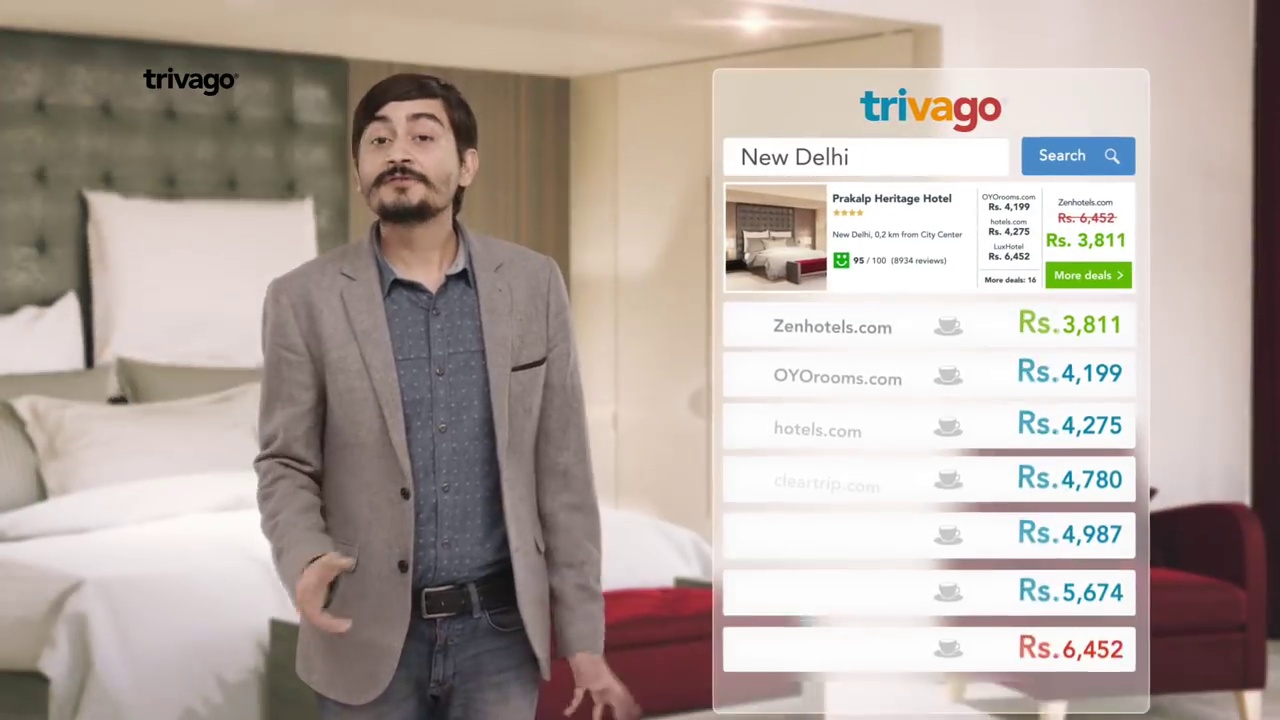 trivago
trivago
New Delhi
Search
Prakalp Heritage Hotel
New Delhi, 0,2 km from City Center
95 / 100 (8934 reviews)
OYOrooms.com
Rs. 4,199
hotels.com
Rs. 4,275
LuxHotel
Rs. 6,452
More deals: 16
Zenhotels.com
Rs. 6,452
Rs. 3,811
More deals >
Zenhotels.com Rs.3,811
OYOrooms.com Rs.4,199
hotels.com Rs.4,275
cleartrip.com Rs.4,780
Rs.4,987
Rs.5,674
Rs.6,452